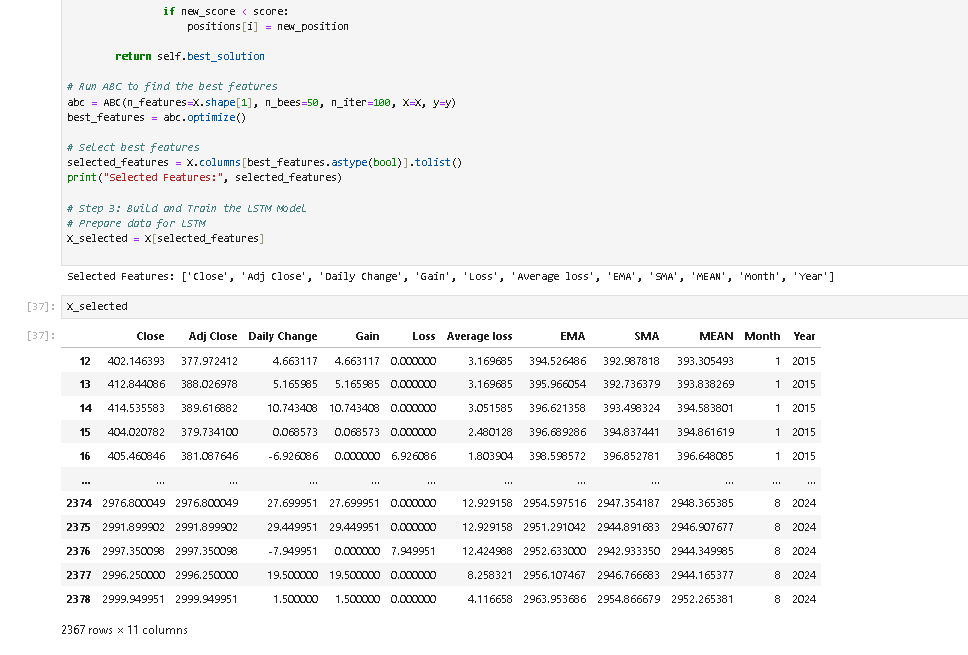 if new_score < score:
positions[i] = new_position
return self.best_solution
# Run ABC to find the best features
abc = ABC(n_features=X.shape[1], n_bees=50, n_iter=100, X=X, y=y)
best_features = abc.optimize()
# Select best features
selected_features = X.columns[best_features.astype(bool)].tolist()
print("Selected Features:", selected_features)
# Step 3: Build and Train the LSTM Model
# Prepare data for LSTM
X_selected = X[selected_features]
Selected Features: ['Close', 'Adj Close', 'Daily Change', 'Gain', 'Loss', 'Average loss', 'EMA', 'SMA', 'MEAN', 'Month', 'Year']
[37]: X_selected
[37]: Close Adj Close Daily Change Gain Loss Average loss EMA SMA MEAN Month Year
12 402.146393 377.972412 4.663117 4.663117 0.000000 3.169685 394.526486 392.987818 393.305493 1 2015
13 412.844086 388.026978 5.165985 5.165985 0.000000 3.169685 395.966054 392.736379 393.838269 1 2015
14 414.535583 389.616882 10.743408 10.743408 0.000000 3.051585 396.621358 393.498324 394.583801 1 2015
15 404.020782 379.734100 0.068573 0.068573 0.000000 2.480128 396.689286 394.837441 394.861619 1 2015
16 405.460846 381.087646 -6.926086 0.000000 6.926086 1.803904 398.598572 396.852781 396.648085 1 2015
... ... ... ... ... ... ... ... ... ... ... ...
2374 2976.800049 2976.800049 27.699951 27.699951 0.000000 12.929158 2954.597516 2947.354187 2948.365385 8 2024
2375 2991.899902 2991.899902 29.449951 29.449951 0.000000 12.929158 2951.291042 2944.891683 2946.907677 8 2024
2376 2997.350098 2997.350098 -7.949951 0.000000 7.949951 12.424988 2952.633000 2942.933350 2944.349985 8 2024
2377 2996.250000 2996.250000 19.500000 19.500000 0.000000 8.258321 2956.107467 2946.766683 2944.165377 8 2024
2378 2999.949951 2999.949951 1.500000 1.500000 0.000000 4.116658 2963.953686 2954.866679 2952.265381 8 2024
2367 rows × 11 columns